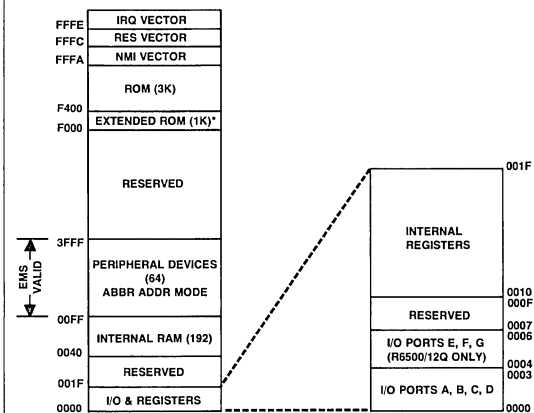 FFFE IRQ VECTOR
FFFC RES VECTOR
FFFA NMI VECTOR
ROM (3K)
F400
EXTENDED ROM (1K)*
F000
RESERVED
3FFF
EMS
VALID
PERIPHERAL DEVICES
(64)
ABBR ADDR MODE
00FF
INTERNAL RAM (192)
0040
RESERVED
001F
I/O & REGISTERS
0000
001F
INTERNAL
REGISTERS
0010
000F
RESERVED
0007
0006
I/O PORTS E, F, G
(R6500/12Q ONLY)
0004
0003
I/O PORTS A, B, C, D
0000